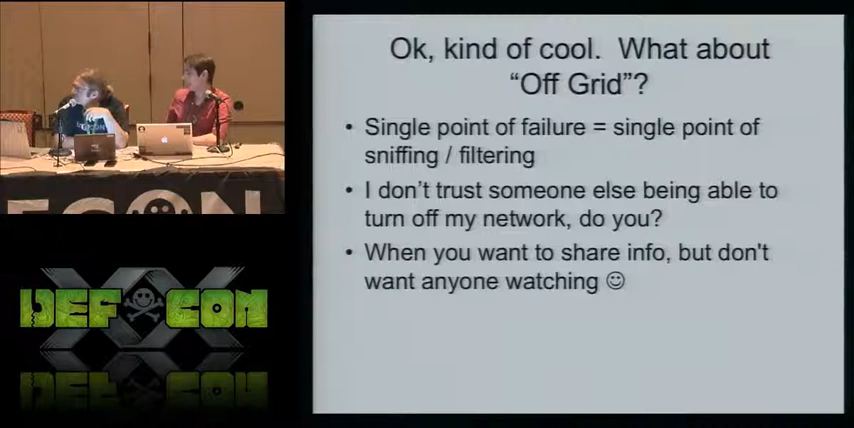 Ok, kind of cool. What about
“Off Grid”?
• Single point of failure = single point of
sniffing / filtering
• I don’t trust someone else being able to
turn off my network, do you?
• When you want to share info, but don't
want anyone watching ☺
DEF CON
XX